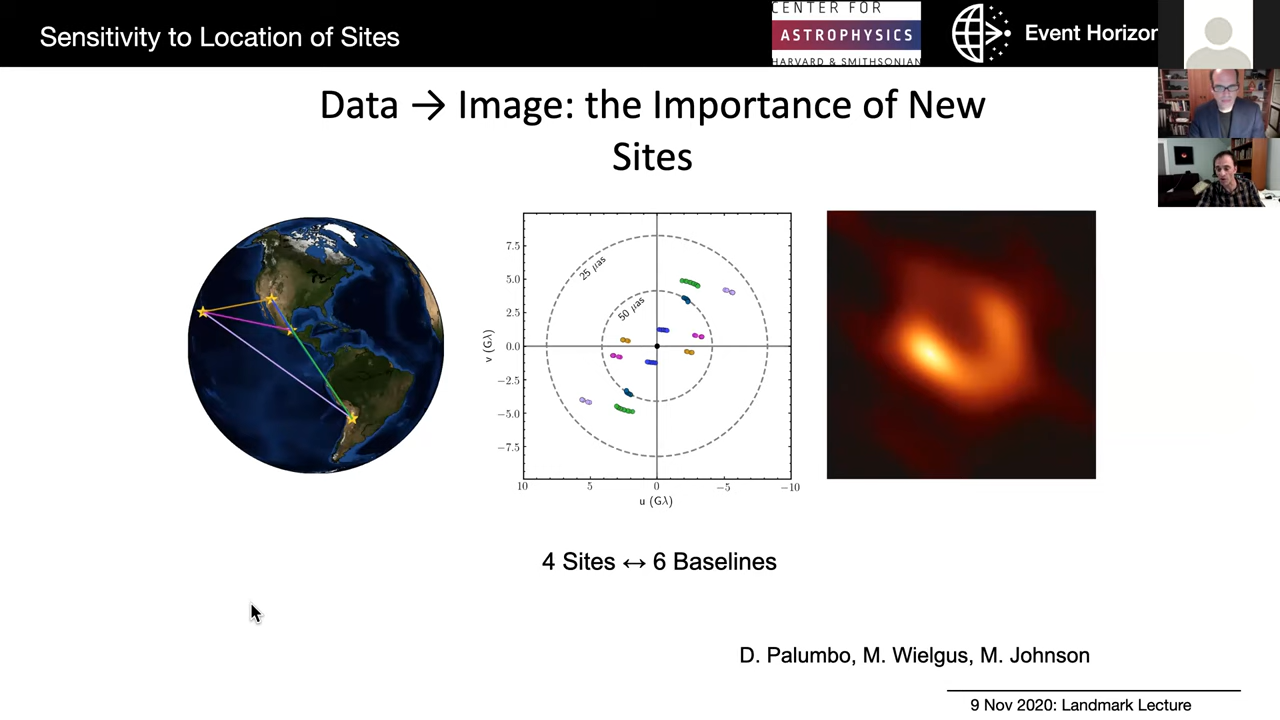 Sensitivity to Location of Sites
CENTER FOR
ASTROPHYSICS
HARVARD & SMITHSONIAN
Event Horizon
Data → Image: the Importance of New
Sites
7.5
5.0
2.5
0.0
−2.5
−5.0
−7.5
v (Gλ)
25 μas
50 μas
10 5 0 −5 −10
u (Gλ)
4 Sites ↔ 6 Baselines
D. Palumbo, M. Wielgus, M. Johnson
9 Nov 2020: Landmark Lecture